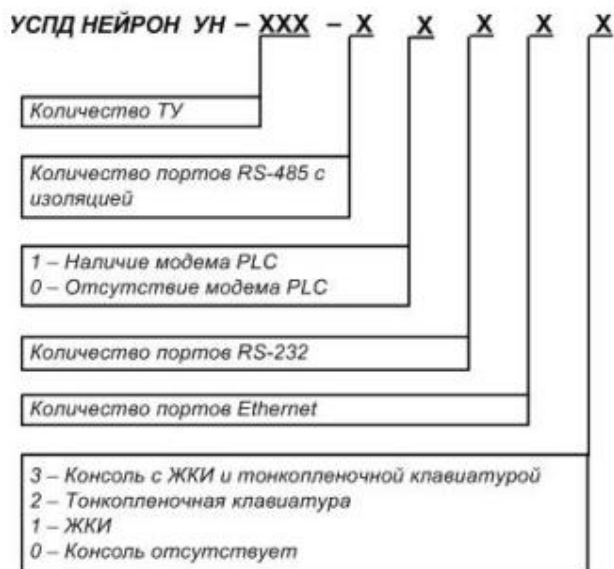 УСПД НЕЙРОН УН – XXX – X X X X X
Количество ТУ
Количество портов RS-485 с
изоляцией
1 – Наличие модема PLC
0 – Отсутствие модема PLC
Количество портов RS-232
Количество портов Ethernet
3 – Консоль с ЖКИ и тонкопленочной клавиатурой
2 – Тонкопленочная клавиатура
1 – ЖКИ
0 – Консоль отсутствует